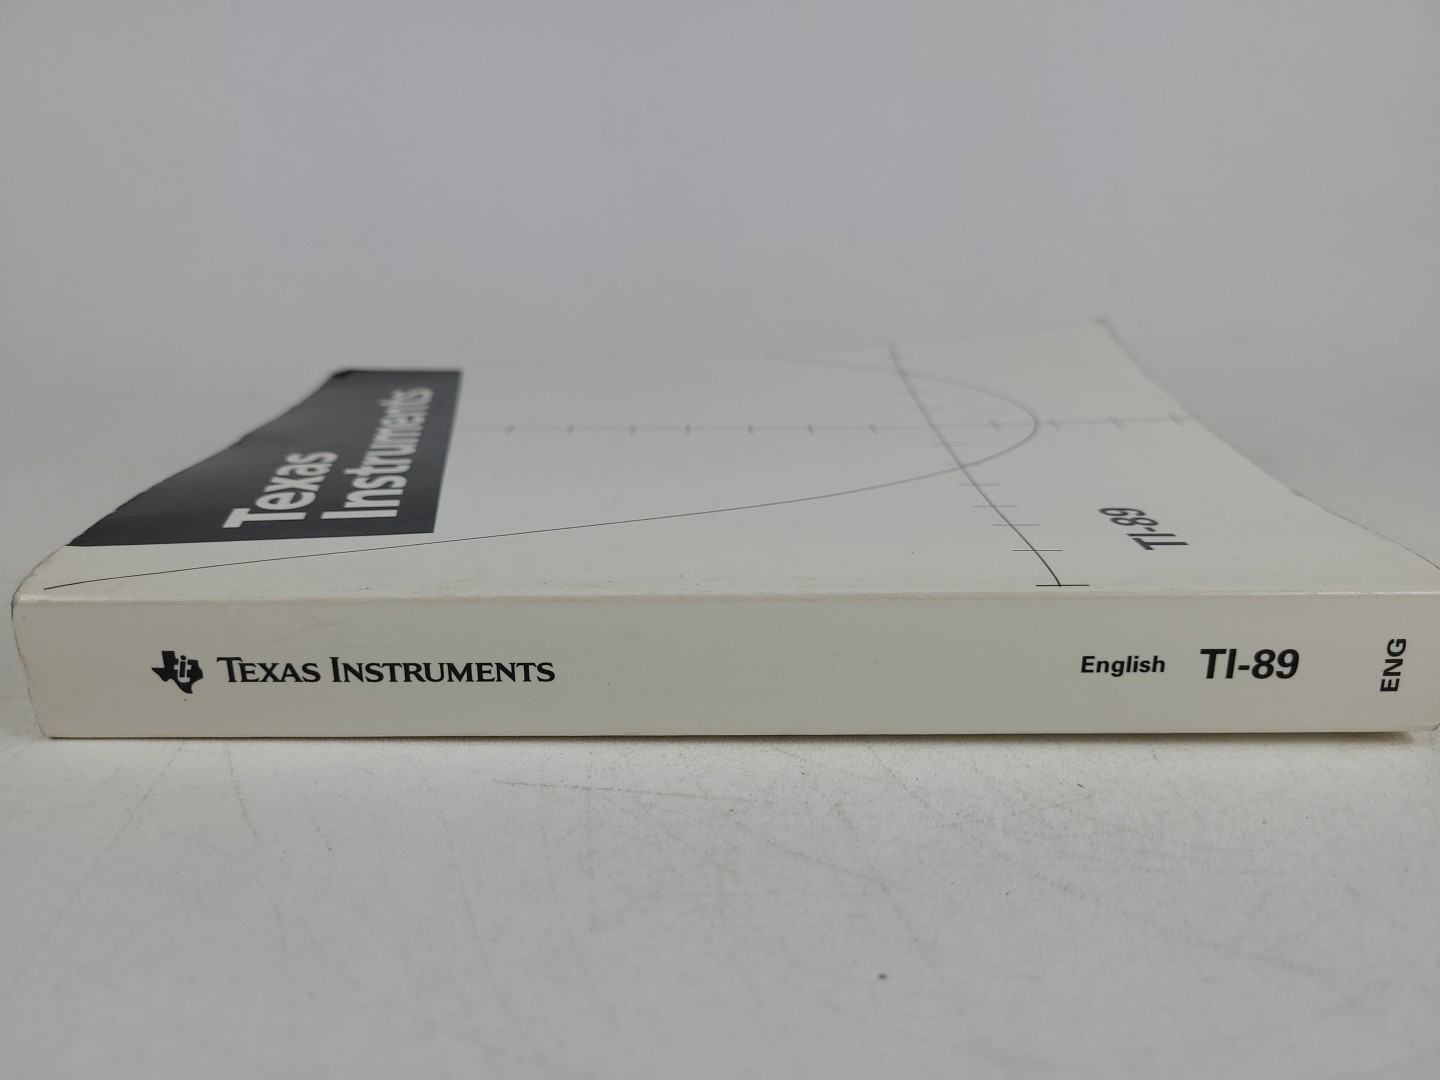 Texas
Instruments
TI-89
TEXAS INSTRUMENTS
English TI-89
ENG